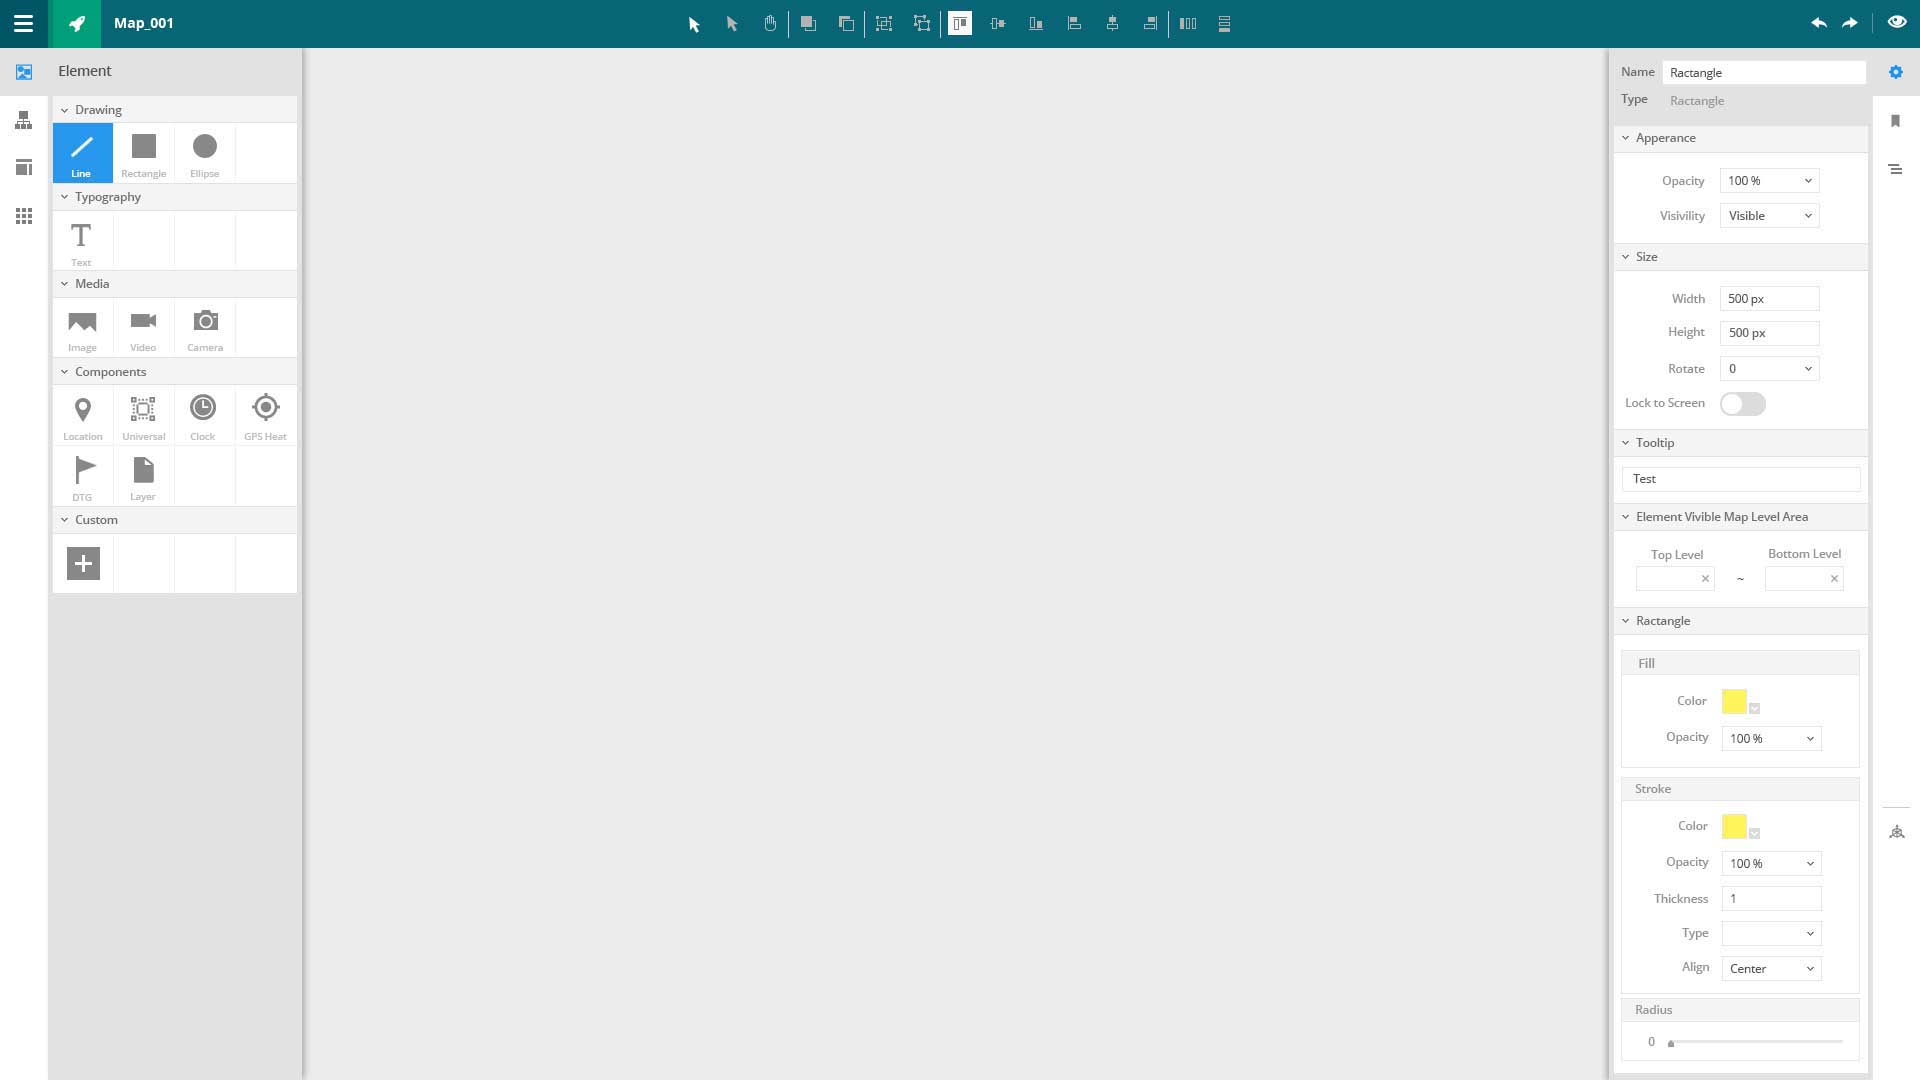 Map_001
Element
Drawing
Line Rectangle Ellipse
Typography
Text
Media
Image Video Camera
Components
Location Universal Clock GPS Heat
DTG Layer
Custom
Name Ractangle
Type Ractangle
Apperance
Opacity 100 %
Visivility Visible
Size
Width 500 px
Height 500 px
Rotate 0
Lock to Screen
Tooltip
Test
Element Vivible Map Level Area
Top Level Bottom Level
~
Ractangle
Fill
Color
Opacity 100 %
Stroke
Color
Opacity 100 %
Thickness 1
Type
Align Center
Radius
0